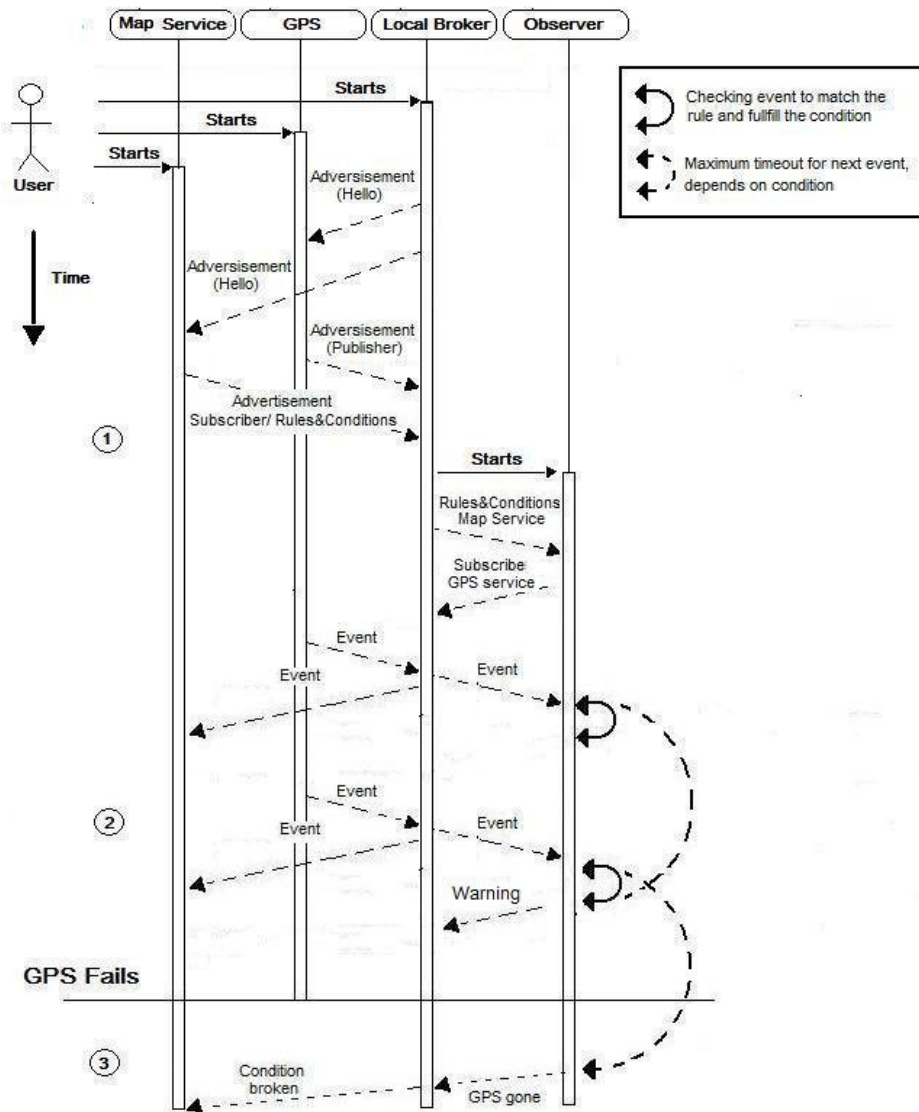 Map Service
GPS
Local Broker
Observer
Starts
Starts
Starts
User
Time
Checking event to match the
rule and fullfill the condition
Maximum timeout for next event,
depends on condition
Adversisement
(Hello)
Adversisement
(Hello)
Adversisement
(Publisher)
Advertisement
Subscriber/ Rules&Conditions
1
Starts
Rules&Conditions
Map Service
Subscribe
GPS service
Event
Event
Event
2
Event
Event
Event
Warning
GPS Fails
3
Condition
broken
GPS gone